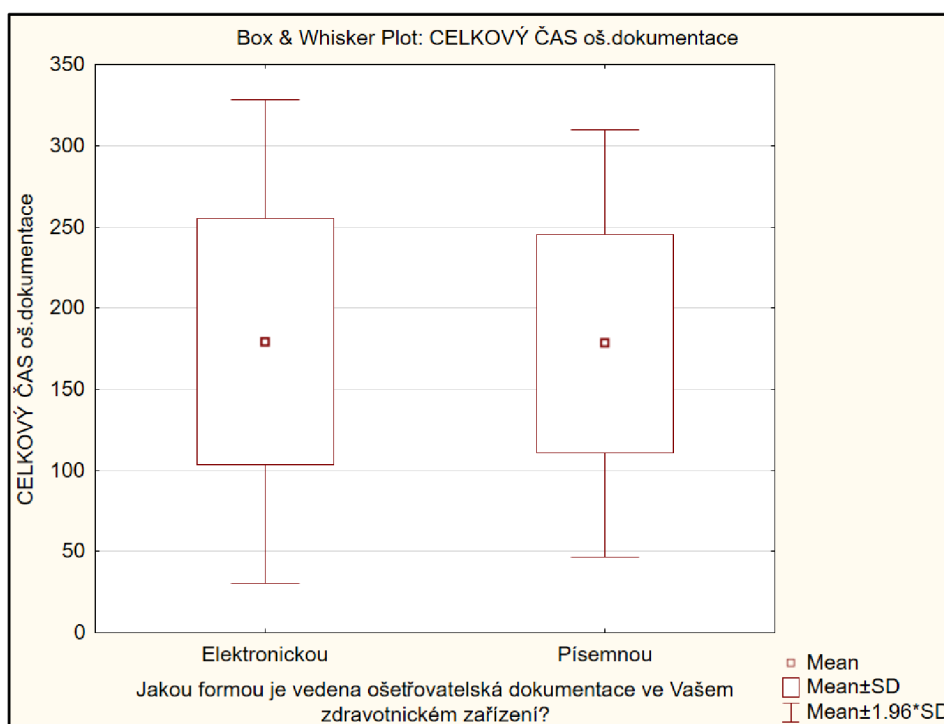 Box & Whisker Plot: CELKOVÝ ČAS oš.dokumentace
CELKOVÝ ČAS oš.dokumentace
350
300
250
200
150
100
50
0
Elektronickou
Písemnou
Jakou formou je vedena ošetřovatelská dokumentace ve Vašem
zdravotnickém zařízení?
Mean
Mean±SD
Mean±1.96*SD